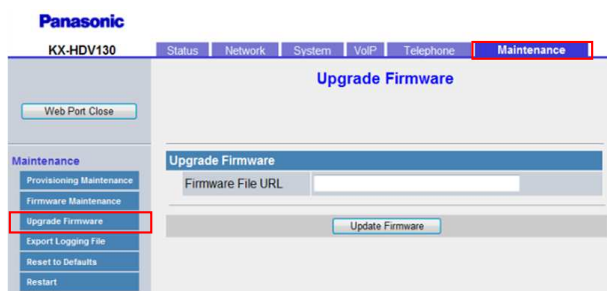 Panasonic
KX-HDV130
Status Network System VoIP Telephone Maintenance
Upgrade Firmware
Web Port Close
Maintenance
Provisioning Maintenance
Firmware Maintenance
Upgrade Firmware
Export Logging File
Reset to Defaults
Restart
Upgrade Firmware
Firmware File URL
Update Firmware